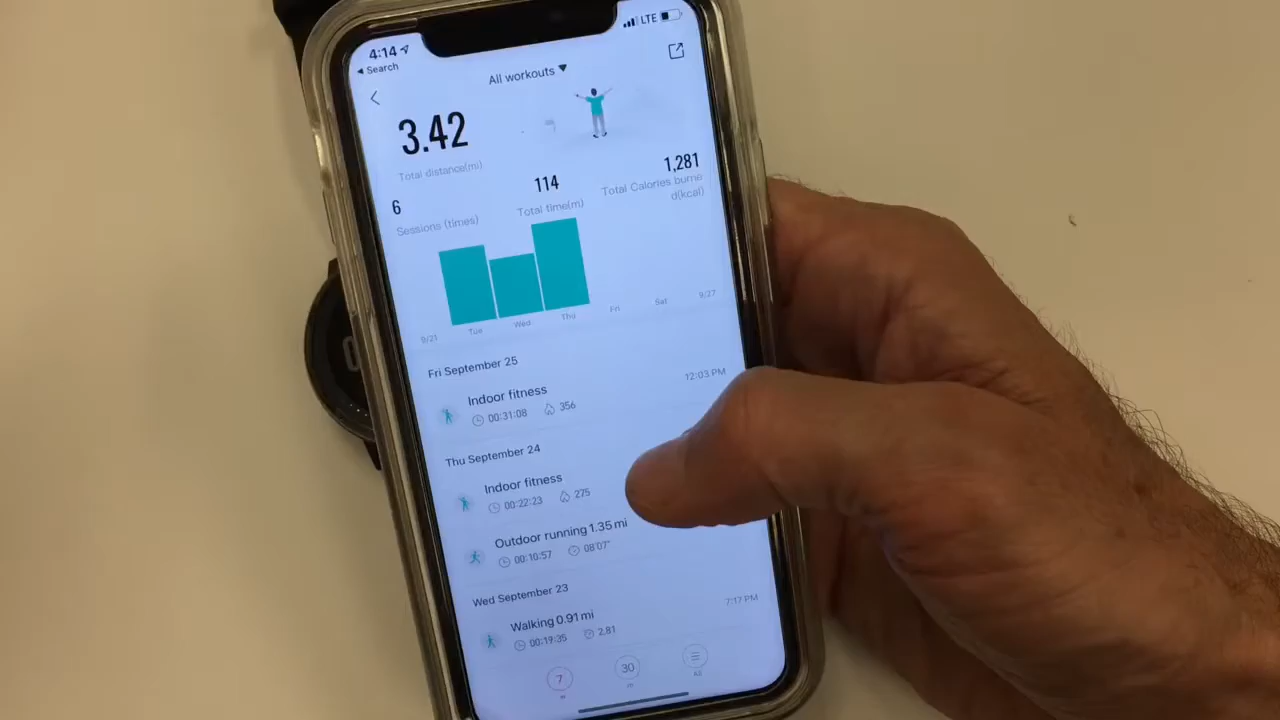 4:14
LTE
Search
All workouts
3.42
Total distance(mi)
6
Sessions (times)
114
Total time(m)
1,281
Total Calories burne
d(kcal)
9/21
Tue
Wed
Thu
Fri
Sat
9/27
Fri September 25
Indoor fitness
12:03 PM
00:31:08
356
Thu September 24
Indoor fitness
00:22:23
275
Outdoor running 1.35 mi
00:10:57
08'07"
Wed September 23
Walking 0.91 mi
7:17 PM
00:19:35
2.81
7
30